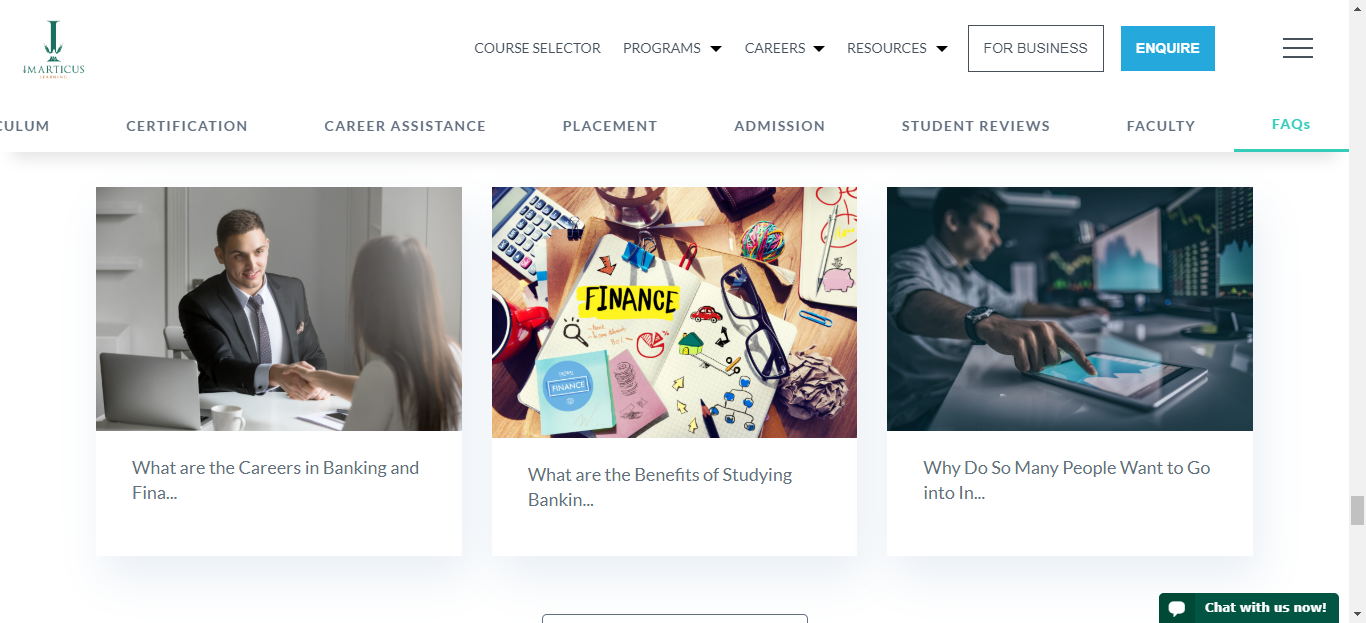 IMARTICUS
LEARNING
COURSE SELECTOR
PROGRAMS
CAREERS
RESOURCES
FOR BUSINESS
ENQUIRE
CULUM
CERTIFICATION
CAREER ASSISTANCE
PLACEMENT
ADMISSION
STUDENT REVIEWS
FACULTY
FAQs
FINANCE
FINANCE
What are the Careers in Banking and
Fina...
What are the Benefits of Studying
Bankin...
Why Do So Many People Want to Go
into In...
Chat with us now!